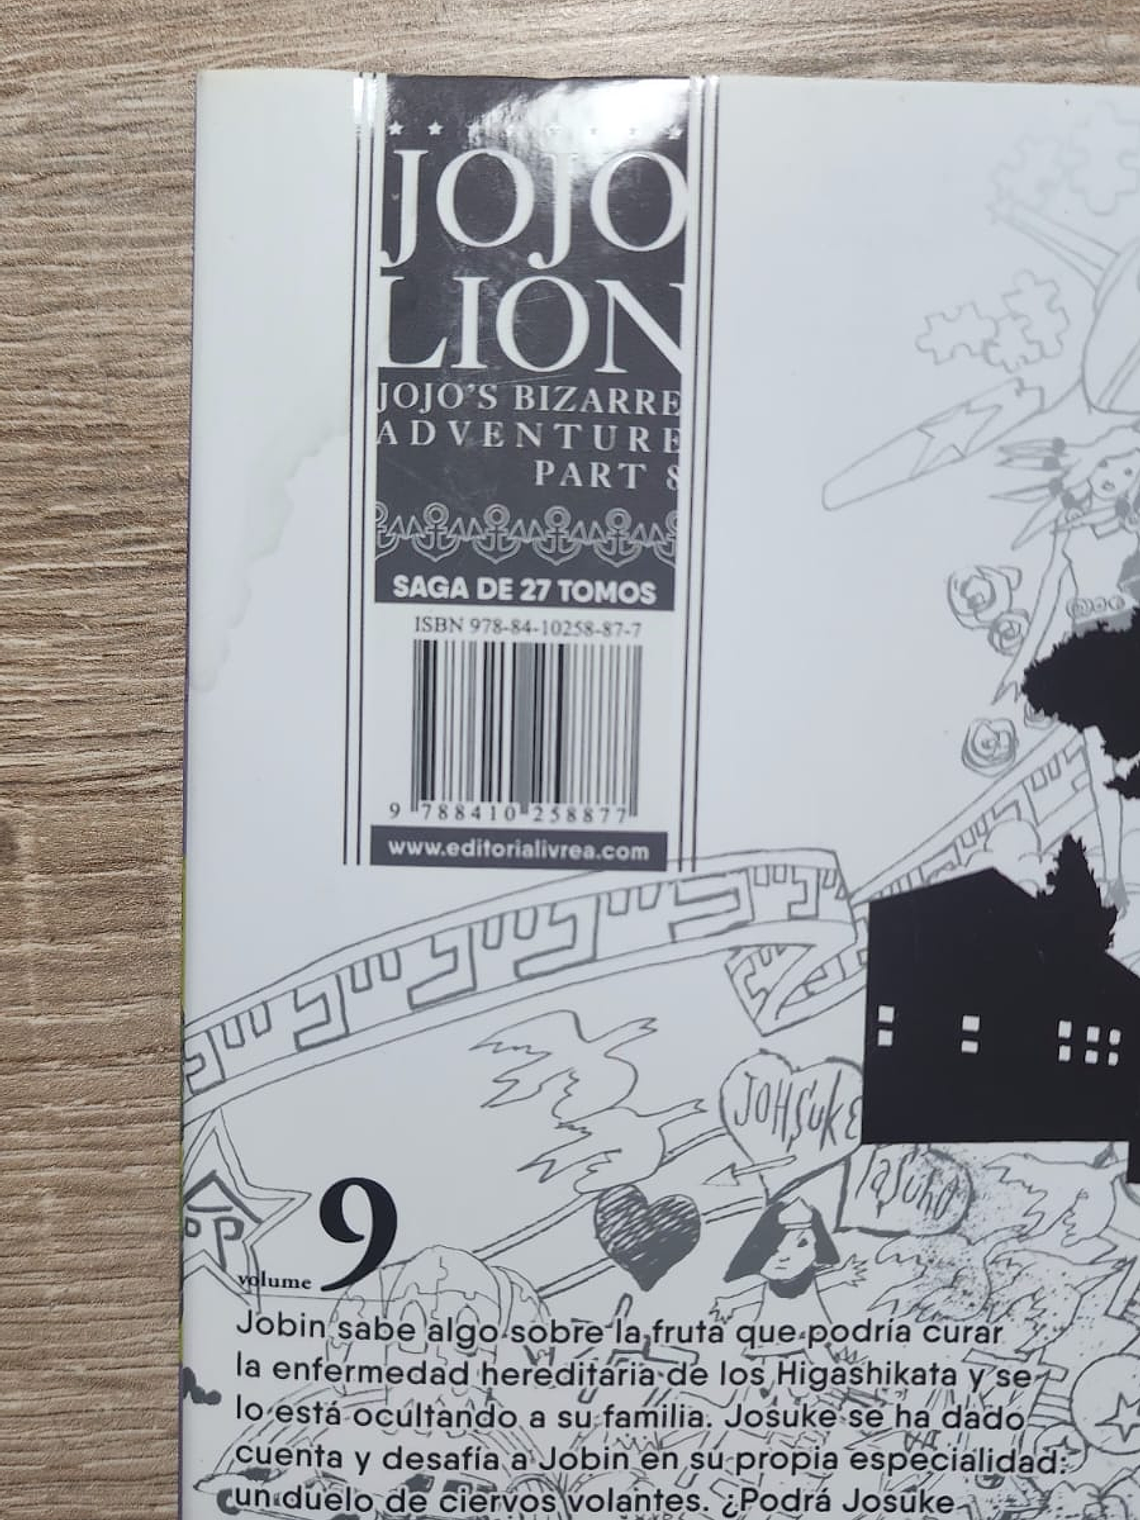 JOJO
LION
JOJO'S BIZARRE
ADVENTURE
PART 8
SAGA DE 27 TOMOS
ISBN 978-84-10258-87-7
9 788410 258877
www.editorialivrea.com
JOHSUKE
Yasuho
命
volume 9
Jobin sabe algo sobre la fruta que podría curar
la enfermedad hereditaria de los Higashikata y se
lo está ocultando a su familia. Josuke se ha dado
cuenta y desafía a Jobin en su propia especialidad:
un duelo de ciervos volantes. ¿Podrá Josuke